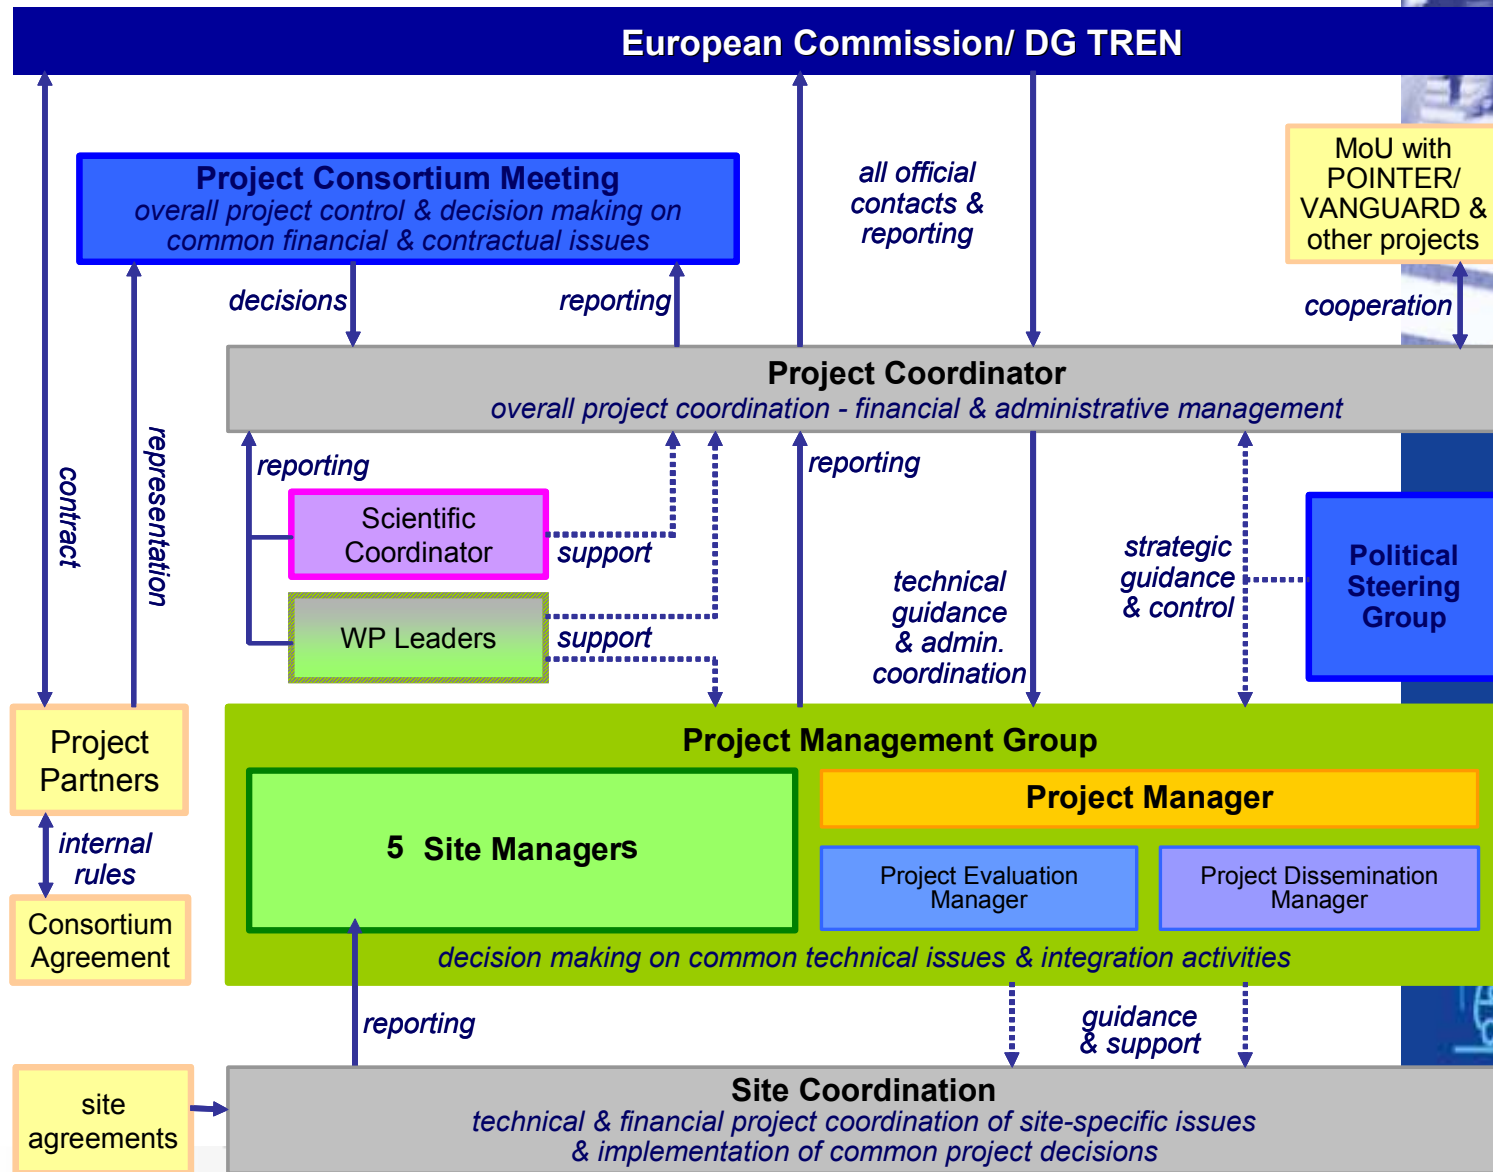 European Commission/ DG TREN
Project Consortium Meeting
overall project control & decision making on
common financial & contractual issues
all official
contacts &
reporting
MoU with
POINTER/
VANGUARD &
other projects
decisions
reporting
cooperation
Project Coordinator
overall project coordination - financial & administrative management
contract
representation
reporting
reporting
Scientific
Coordinator
support
WP Leaders
support
technical
guidance
& admin.
coordination
strategic
guidance
& control
Political
Steering
Group
Project
Partners
internal
rules
Consortium
Agreement
Project Management Group
5 Site Managers
Project Manager
Project Evaluation
Manager
Project Dissemination
Manager
decision making on common technical issues & integration activities
reporting
guidance
& support
site
agreements
Site Coordination
technical & financial project coordination of site-specific issues
& implementation of common project decisions